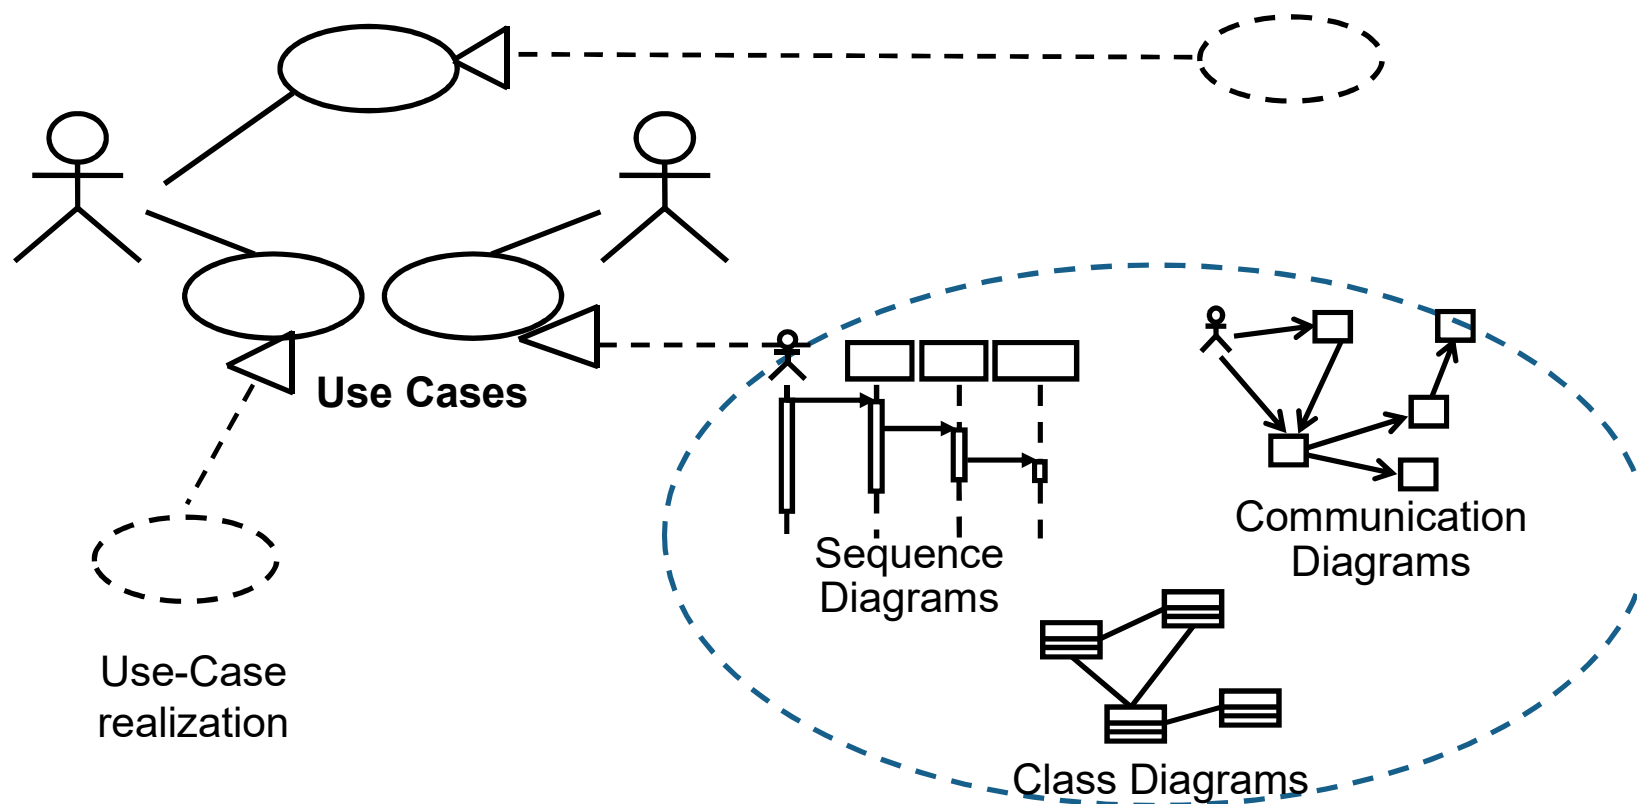 Use Cases
Sequence
Diagrams
Communication
Diagrams
Use-Case
realization
Class Diagrams